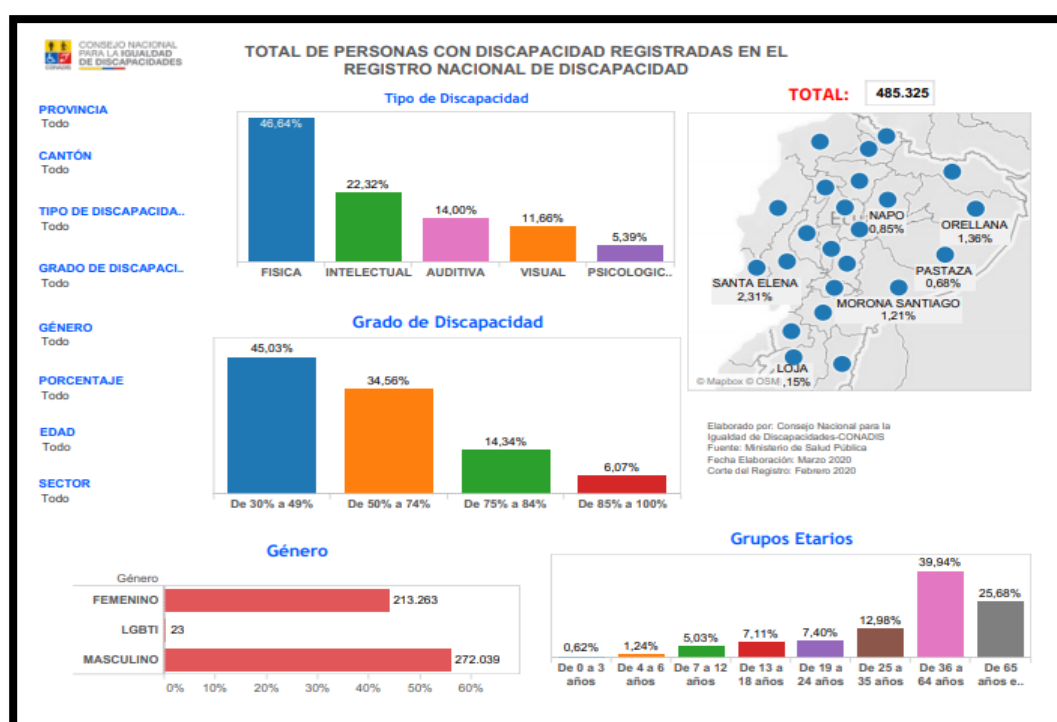 CONSEJO NACIONAL
PARA LA IGUALDAD
DE DISCAPACIDADES
CONADIS
TOTAL DE PERSONAS CON DISCAPACIDAD REGISTRADAS EN EL
REGISTRO NACIONAL DE DISCAPACIDAD
TOTAL: 485.325
PROVINCIA
Todo
CANTÓN
Todo
TIPO DE DISCAPACIDA..
Todo
GRADO DE DISCAPACI..
Todo
GÉNERO
Todo
PORCENTAJE
Todo
EDAD
Todo
SECTOR
Todo
Tipo de Discapacidad
46,64%
22,32%
14,00%
11,66%
5,39%
FISICA INTELECTUAL AUDITIVA VISUAL PSICOLOGIC..
NAPO
0,85%
ORELLANA
1,36%
PASTAZA
0,68%
SANTA ELENA
2,31%
MORONA SANTIAGO
1,21%
LOJA
,15%
© Mapbox © OSM
Grado de Discapacidad
45,03%
34,56%
14,34%
6,07%
De 30% a 49% De 50% a 74% De 75% a 84% De 85% a 100%
Elaborado por: Consejo Nacional para la
Igualdad de Discapacidades-CONADIS
Fuente: Ministerio de Salud Pública
Fecha Elaboración: Marzo 2020
Corte del Registro: Febrero 2020
Género
Género
FEMENINO 213.263
LGBTI 23
MASCULINO 272.039
0% 10% 20% 30% 40% 50% 60%
Grupos Etarios
0,62% 1,24% 5,03% 7,11% 7,40% 12,98% 39,94% 25,68%
De 0 a 3 De 4 a 6 De 7 a 12 De 13 a De 19 a De 25 a De 36 a De 65
años años años 18 años 24 años 35 años 64 años años e..